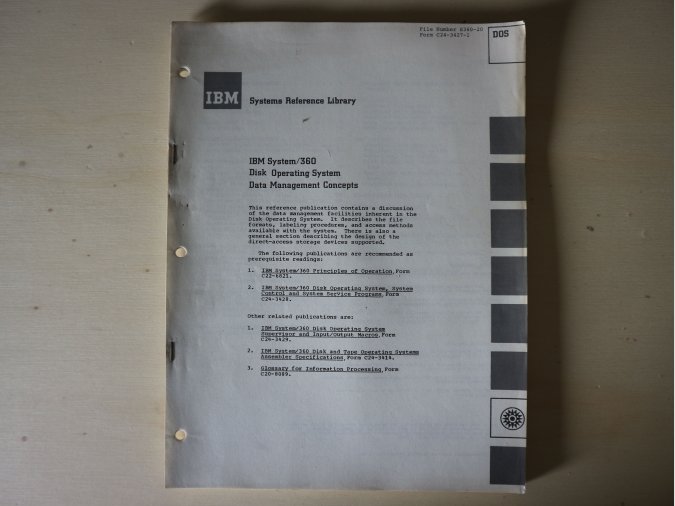 File Number S360-20
Form C24-3427-1
DOS
IBM
Systems Reference Library
IBM System/360
Disk Operating System
Data Management Concepts
This reference publication contains a discussion
of the data management facilities inherent in the
Disk Operating System. It describes the file
formats, labeling procedures, and access methods
available with the system. There is also a
general section describing the design of the
direct-access storage devices supported.
The following publications are recommended as
prerequisite readings:
1. IBM System/360 Principles of Operation, Form
A22-6821.
2. IBM System/360 Disk Operating System, System
Control and System Service Programs, Form
C24-3428.
Other related publications are:
1. IBM System/360 Disk Operating System
Supervisor and Input/Output Macros, Form
C24-3429.
2. IBM System/360 Disk and Tape Operating Systems
Assembler Specifications, Form C24-3414.
3. Glossary for Information Processing, Form
C20-8089.